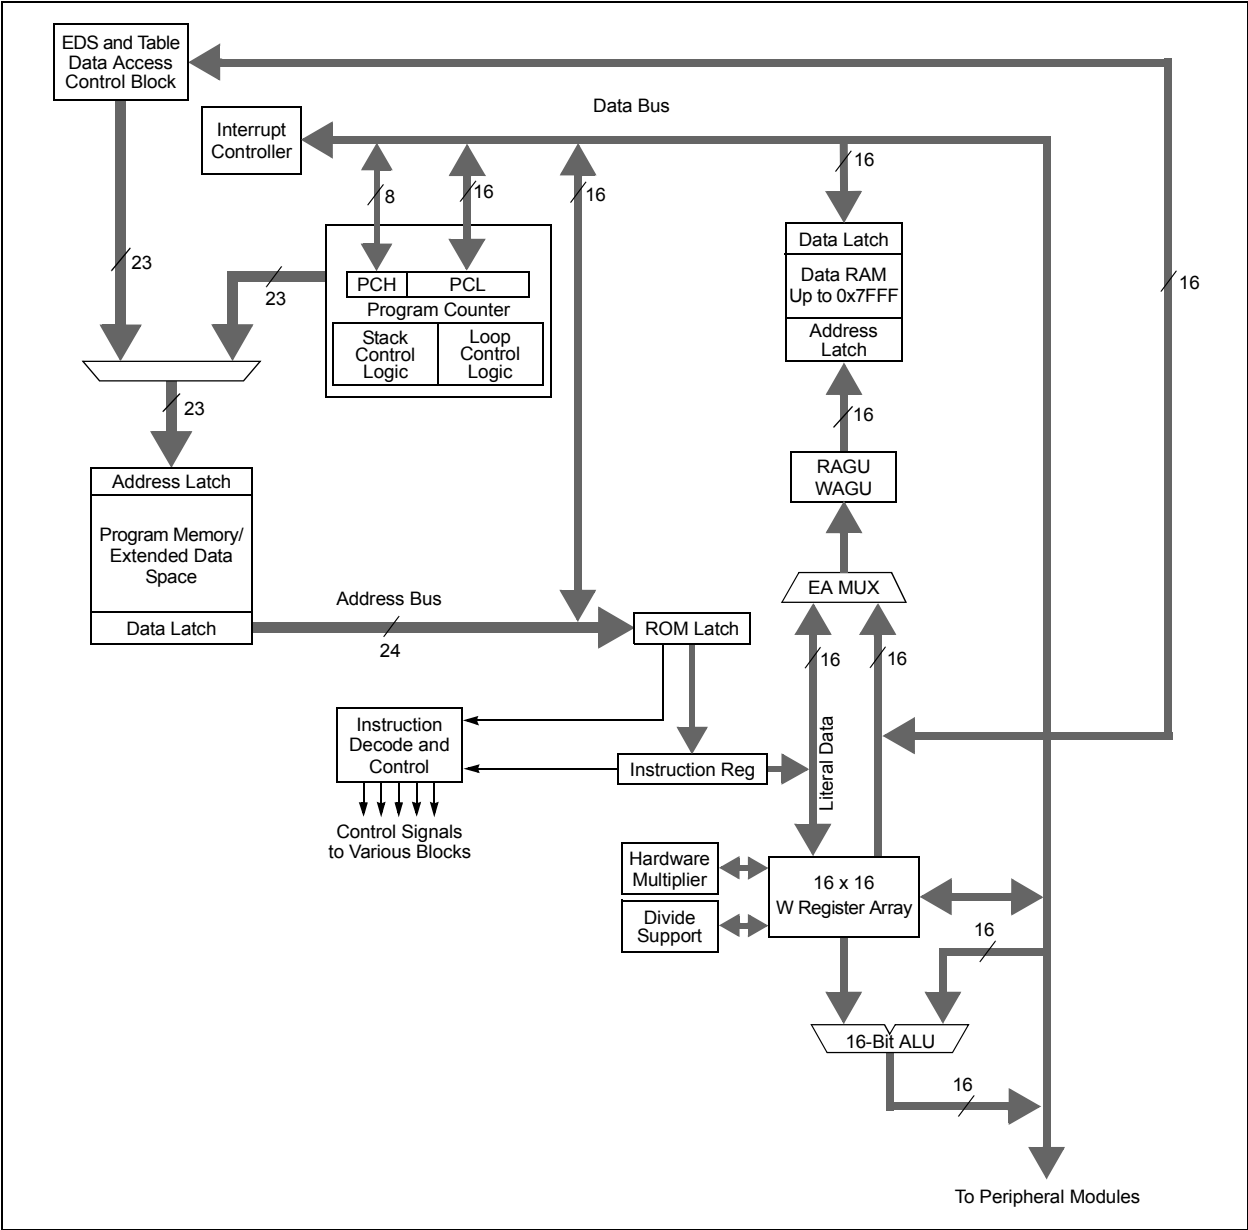 EDS and Table
Data Access
Control Block
Data Bus
Interrupt
Controller
16
8
16
16
23
23
16
Data Latch
Data RAM
Up to 0x7FFF
Address
Latch
PCH
PCL
Program Counter
Stack
Control
Logic
Loop
Control
Logic
23
16
RAGU
WAGU
Address Latch
Program Memory/
Extended Data
Space
Data Latch
EA MUX
Address Bus
24
ROM Latch
16
16
Instruction
Decode and
Control
Instruction Reg
Literal Data
Control Signals
to Various Blocks
Hardware
Multiplier
Divide
Support
16 x 16
W Register Array
16
16-Bit ALU
16
To Peripheral Modules